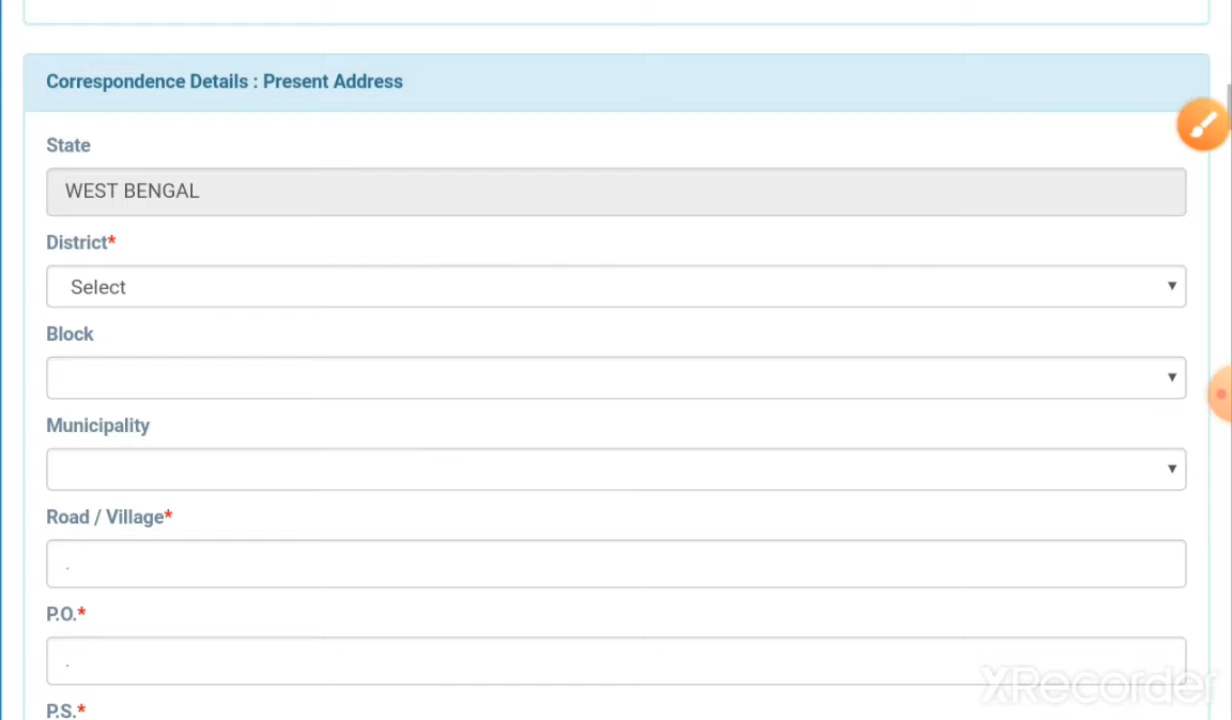 Correspondence Details : Present Address
State
WEST BENGAL
District*
Select
Block
Municipality
Road / Village*
.
P.O.*
.
XRecorder
P.S.*